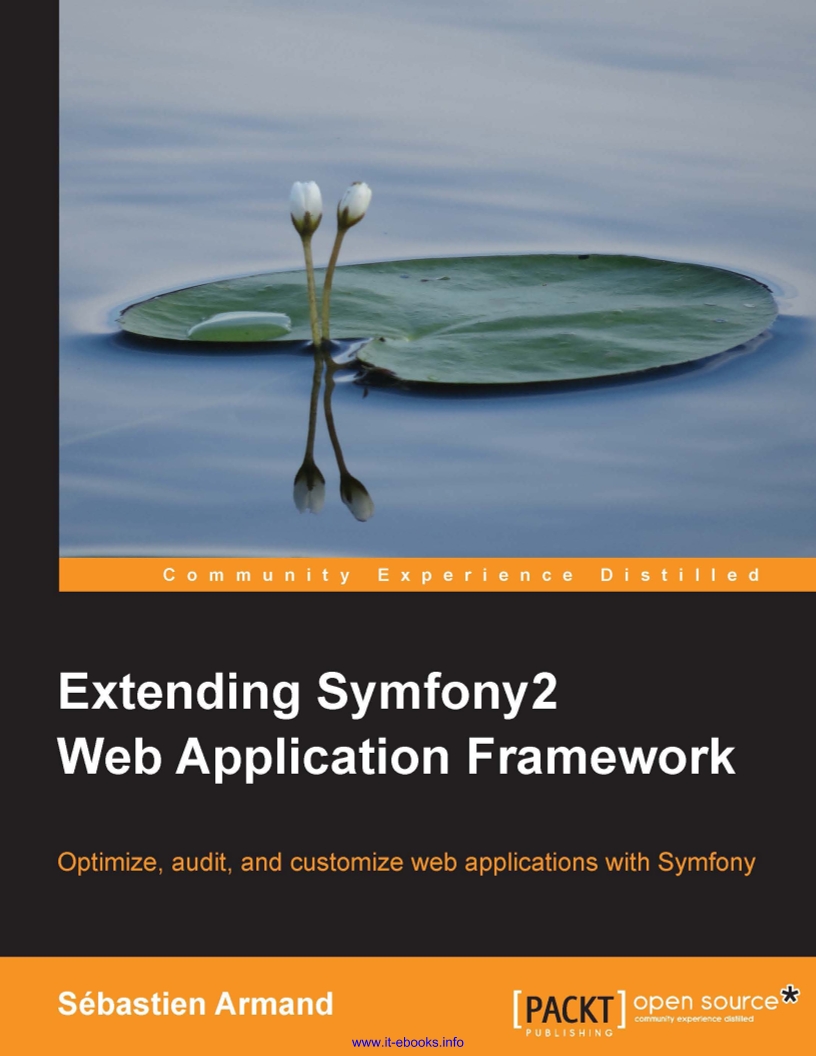 Community Experience Distilled
Extending Symfony2
Web Application Framework
Optimize, audit, and customize web applications with Symfony
Sébastien Armand
[PACKT]
PUBLISHING
open source*
community experience distilled
www.it-ebooks.info